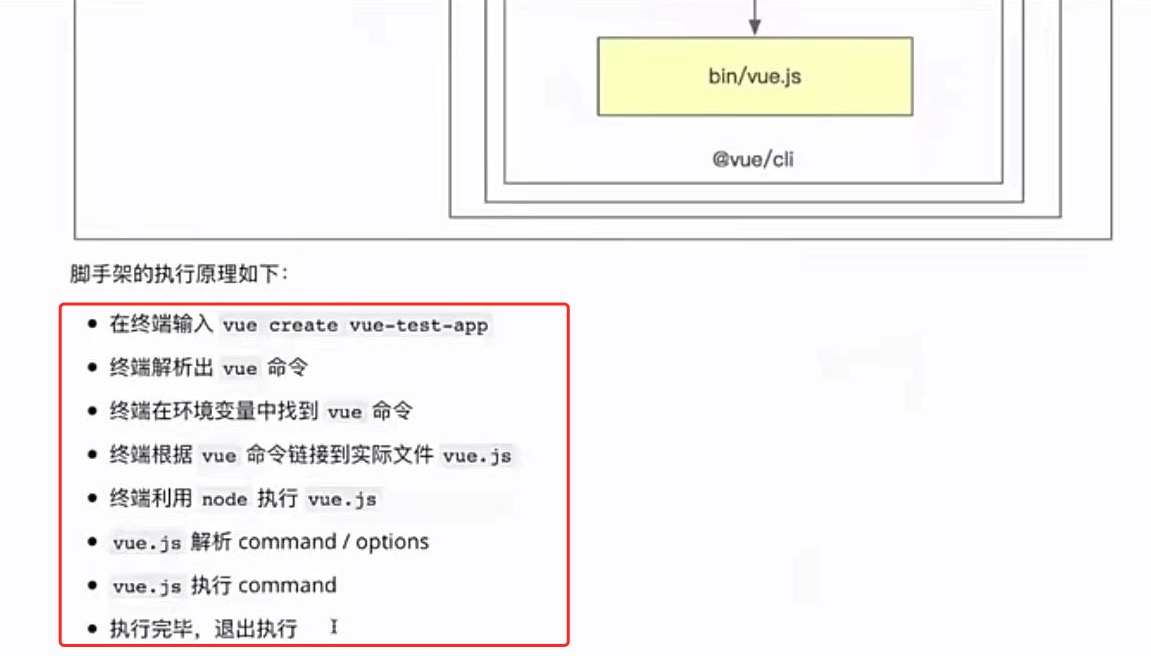 bin/vue.js
@vue/cli
脚手架的执行原理如下：
在终端输入 vue create vue-test-app
终端解析出 vue 命令
终端在环境变量中找到 vue 命令
终端根据 vue 命令链接到实际文件 vue.js
终端利用 node 执行 vue.js
vue.js 解析 command / options
vue.js 执行 command
执行完毕，退出执行